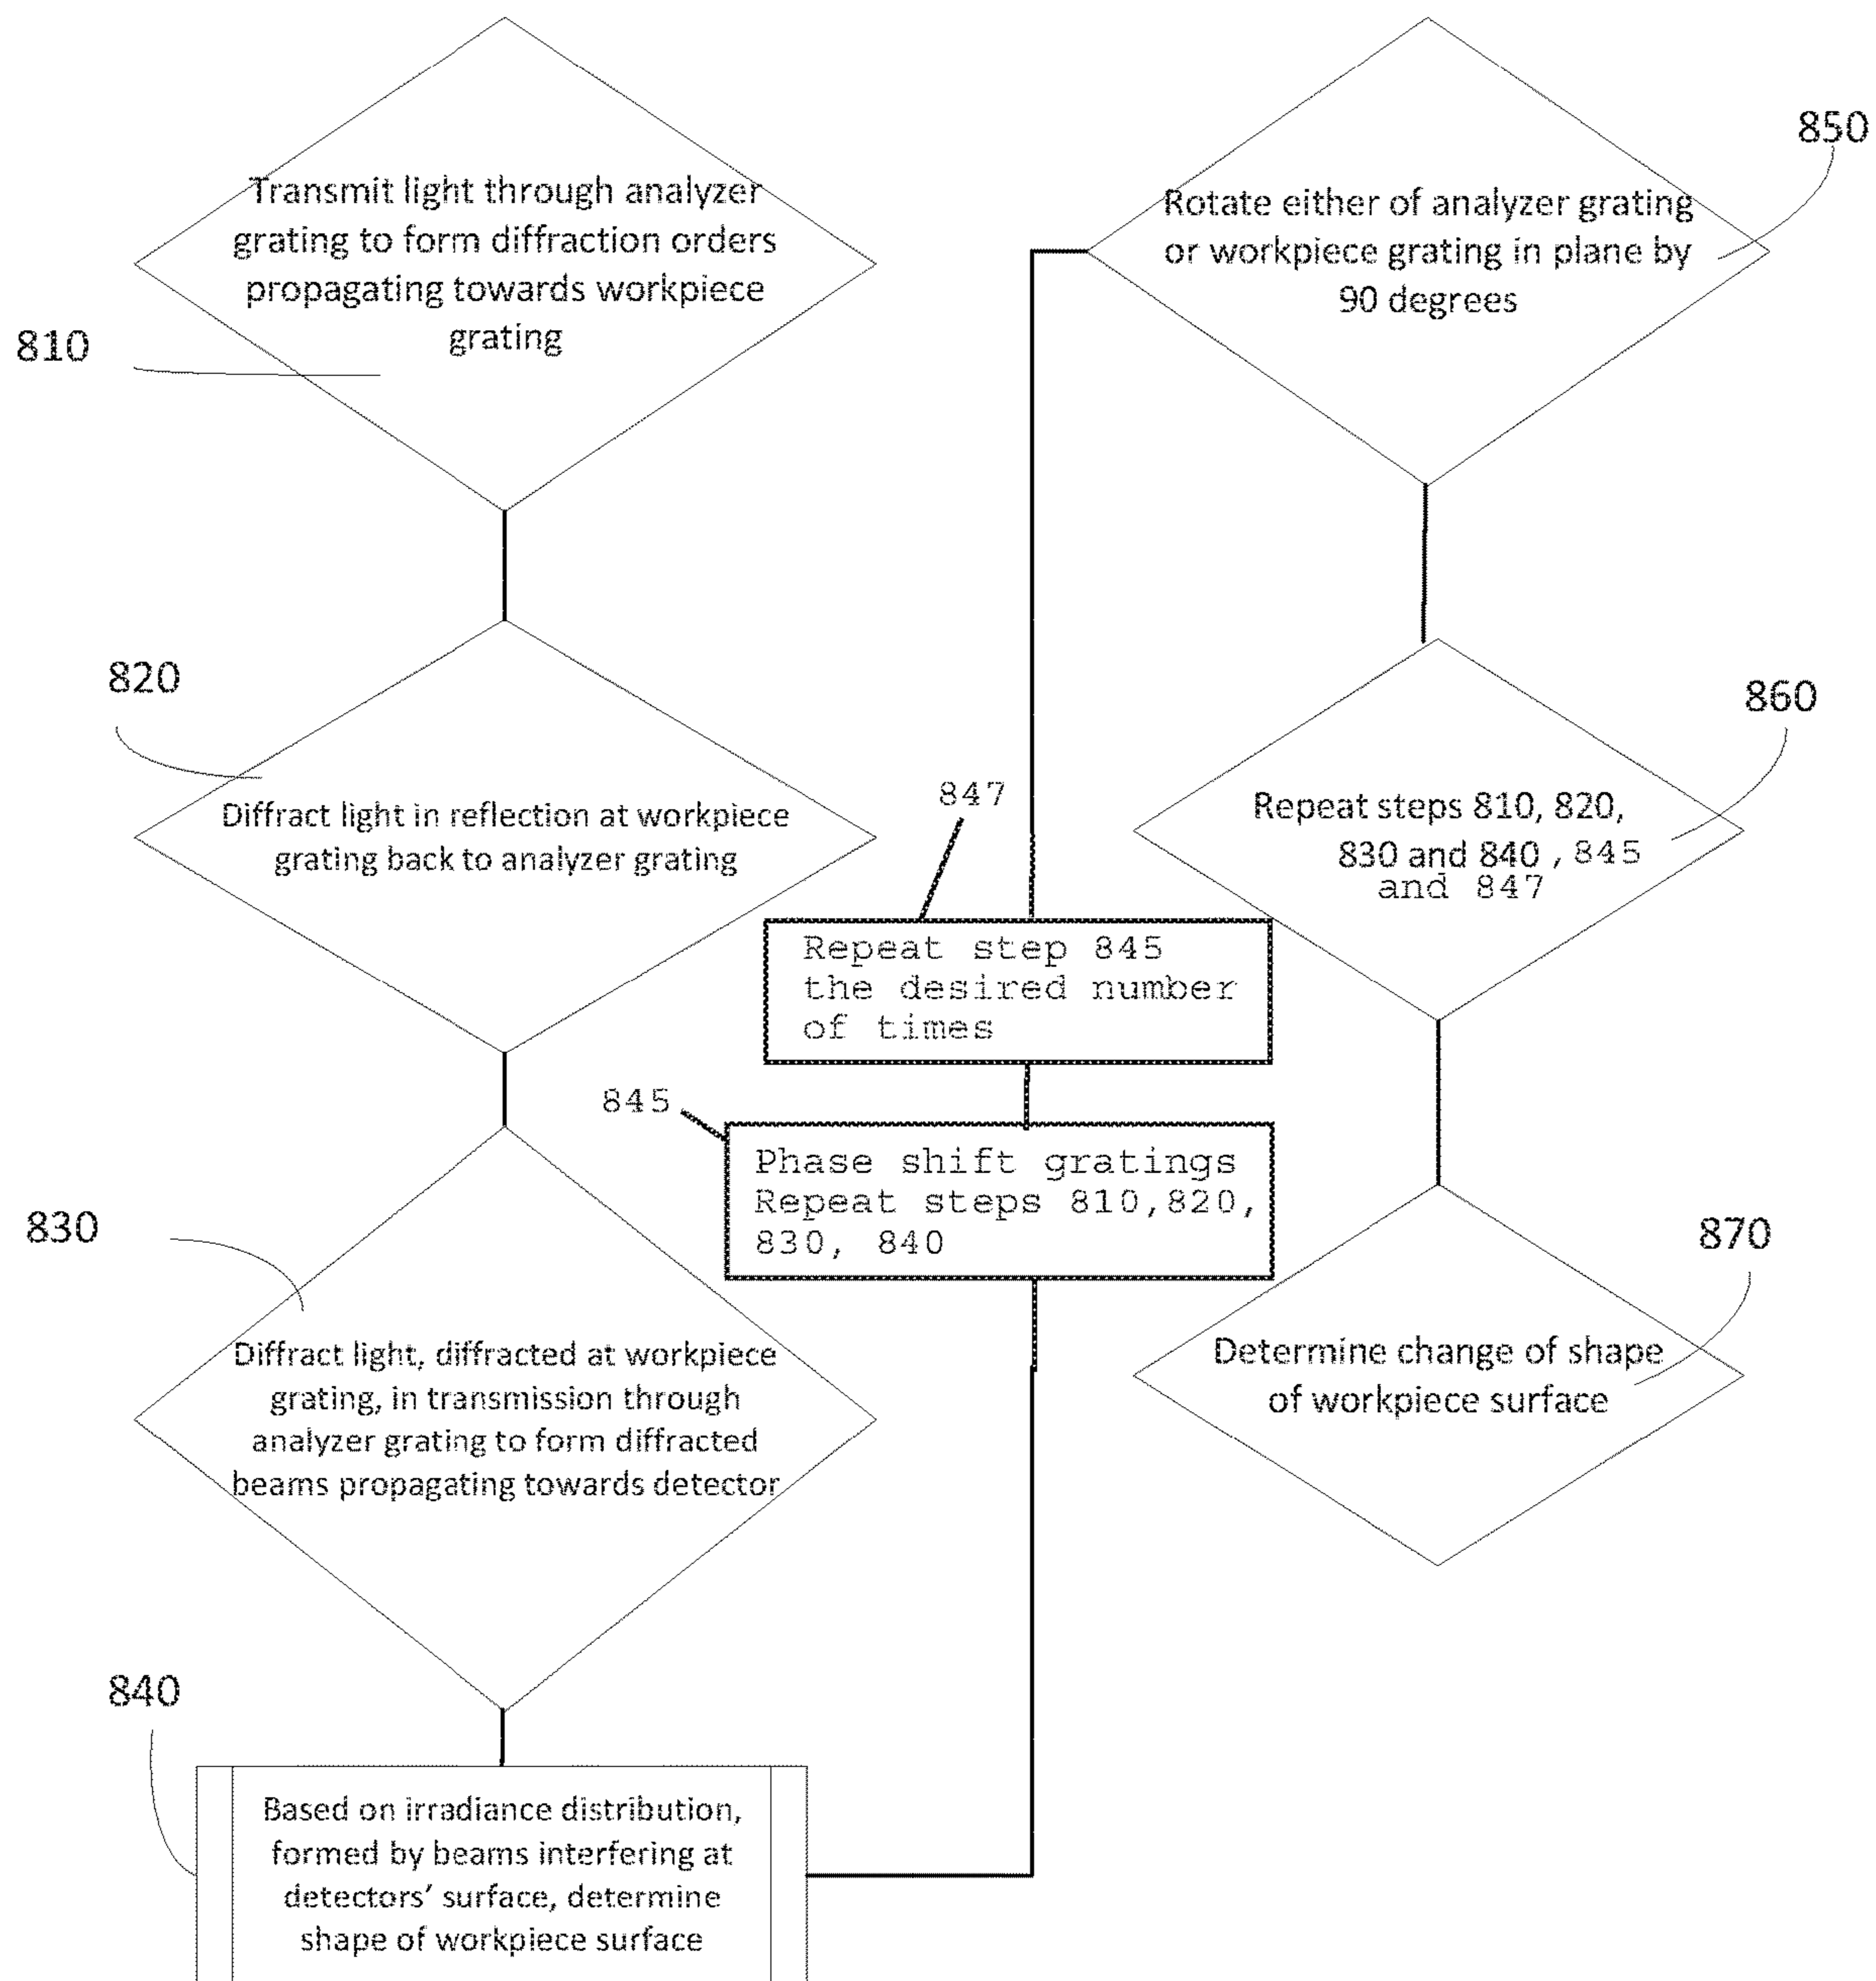 810
Transmit light through analyzer
grating to form diffraction orders
propagating towards workpiece
grating
820
Diffract light in reflection at workpiece
grating back to analyzer grating
830
Diffract light, diffracted at workpiece
grating, in transmission through
analyzer grating to form diffracted
beams propagating towards detector
840
Based on irradiance distribution,
formed by beams interfering at
detectors' surface, determine
shape of workpiece surface
845
Phase shift gratings
Repeat steps 810,820,
830, 840
847
Repeat step 845
the desired number
of times
850
Rotate either of analyzer grating
or workpiece grating in plane by
90 degrees
860
Repeat steps 810, 820,
830 and 840 , 845
and 847
870
Determine change of shape
of workpiece surface